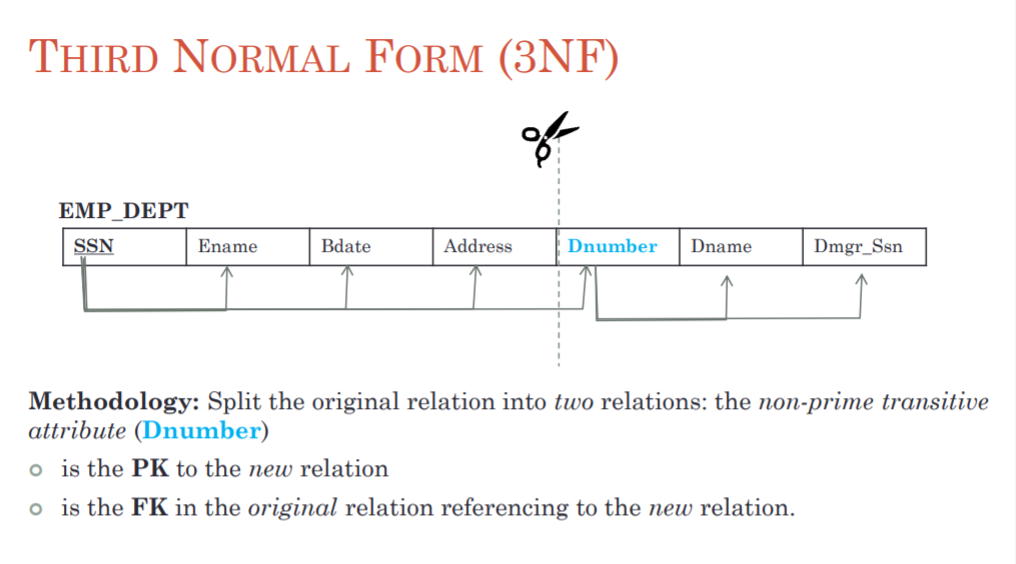 THIRD NORMAL FORM (3NF)
EMP_DEPT
SSN Ename Bdate Address Dnumber Dname Dmgr_Ssn
Methodology: Split the original relation into two relations: the non-prime transitive
attribute (Dnumber)
is the PK to the new relation
is the FK in the original relation referencing to the new relation.